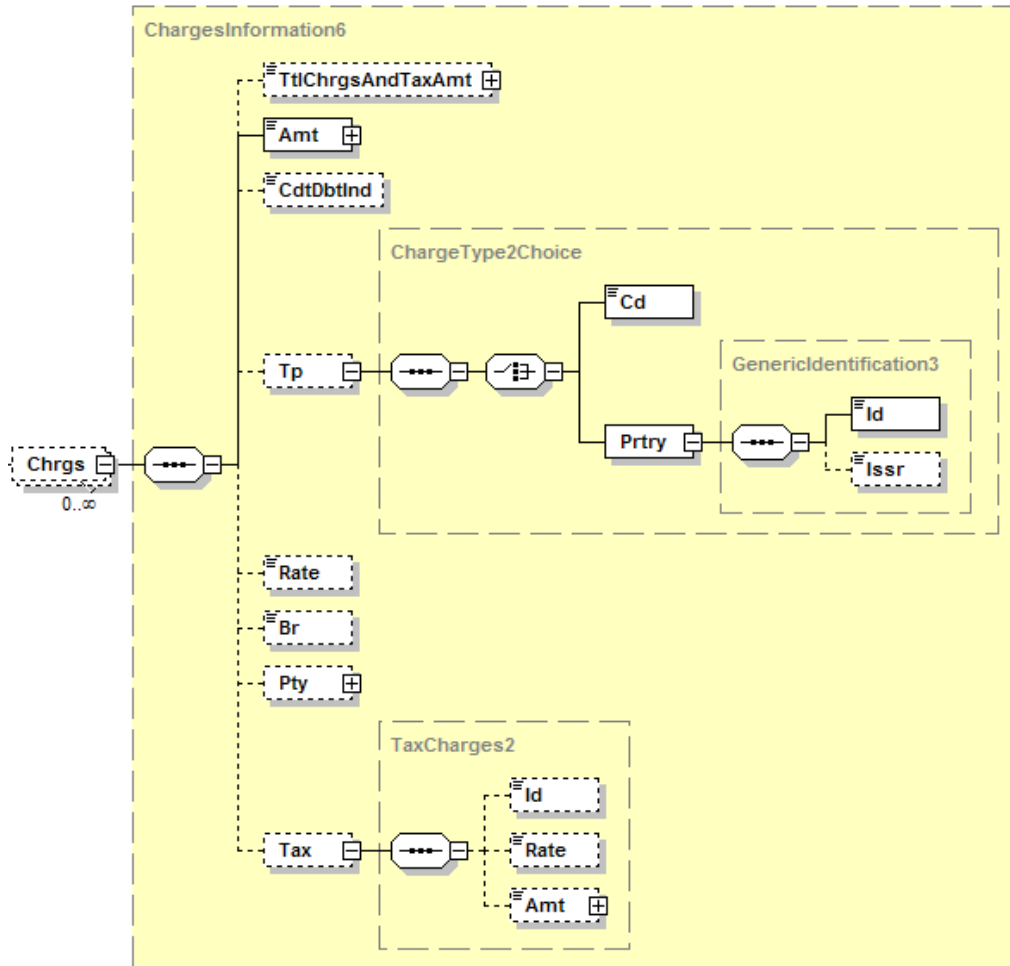 ChargesInformation6
TtlChrgsAndTaxAmt
Amt
CdtDbtInd
ChargeType2Choice
Cd
GenericIdentification3
Tp
Id
Prtry
Issr
Chrgs
0..∞
Rate
Br
Pty
TaxCharges2
Id
Tax
Rate
Amt